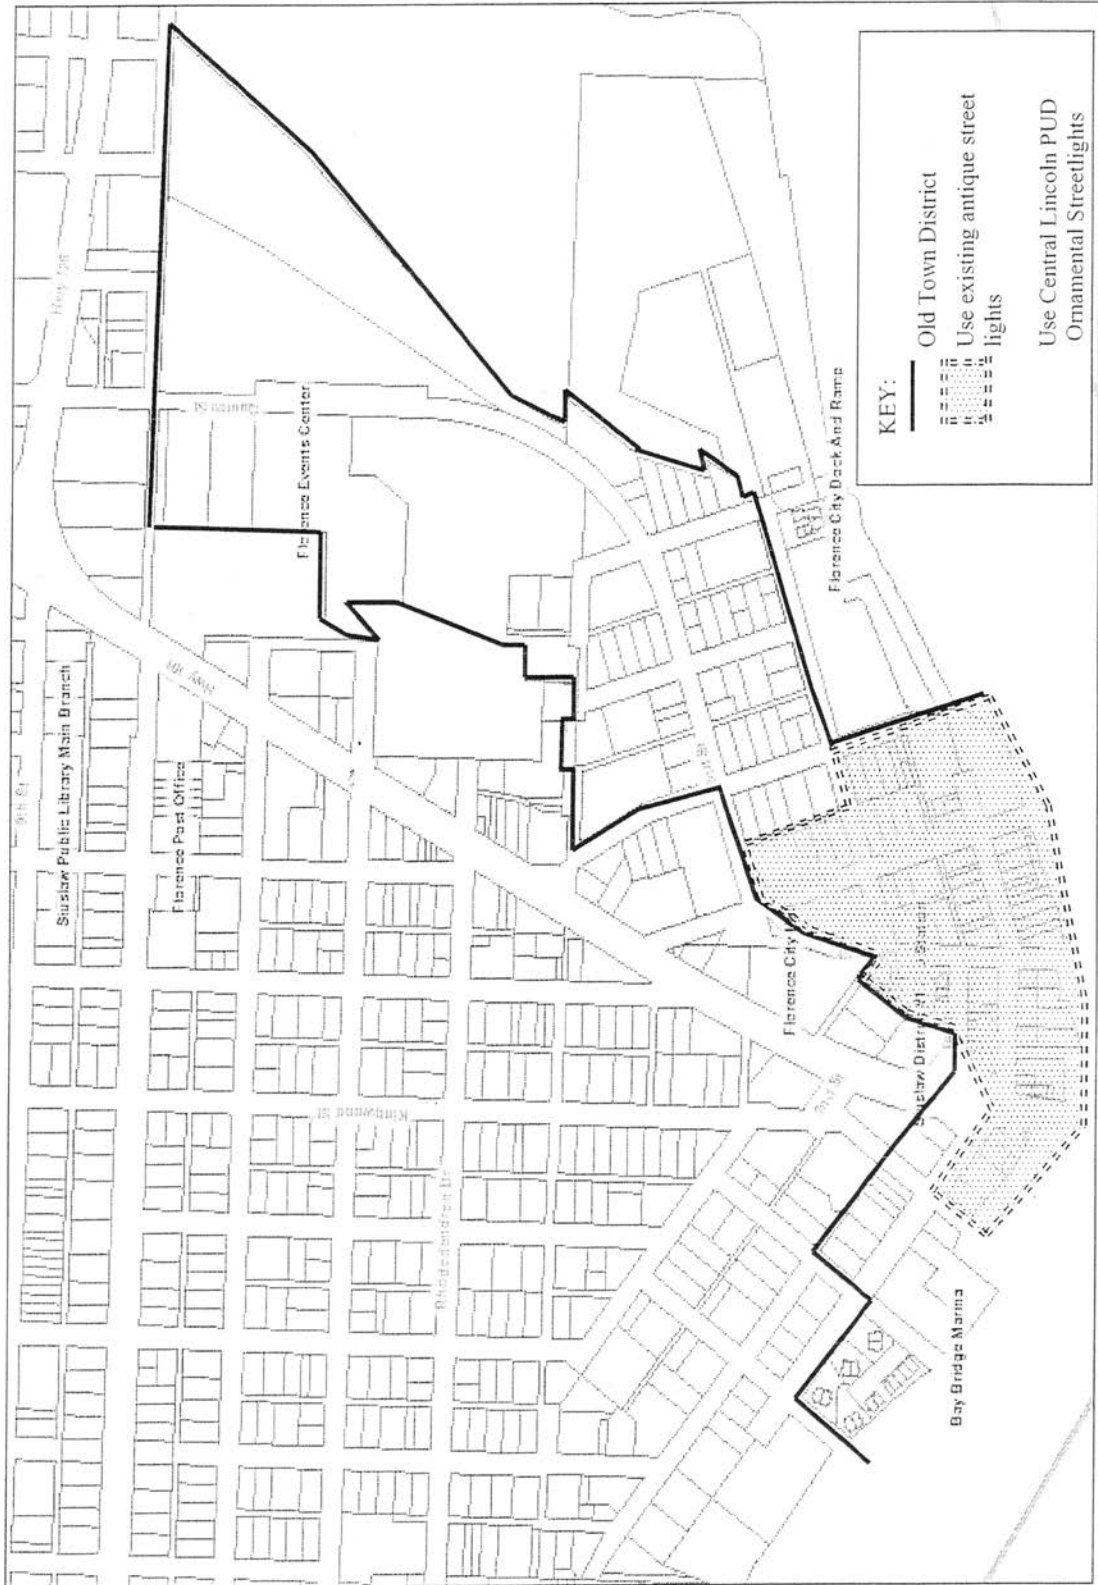 Siuslaw Public Library Main Branch
Florence Post Office
Hwy 101
Florence Events Center
Quince St
Kingwood St
Rhododendron Dr
Florence City
Bay Bridge Marina
Florence City Dock And Ramp
KEY:
Old Town District
Use existing antique street
lights
Use Central Lincoln PUD
Ornamental Streetlights